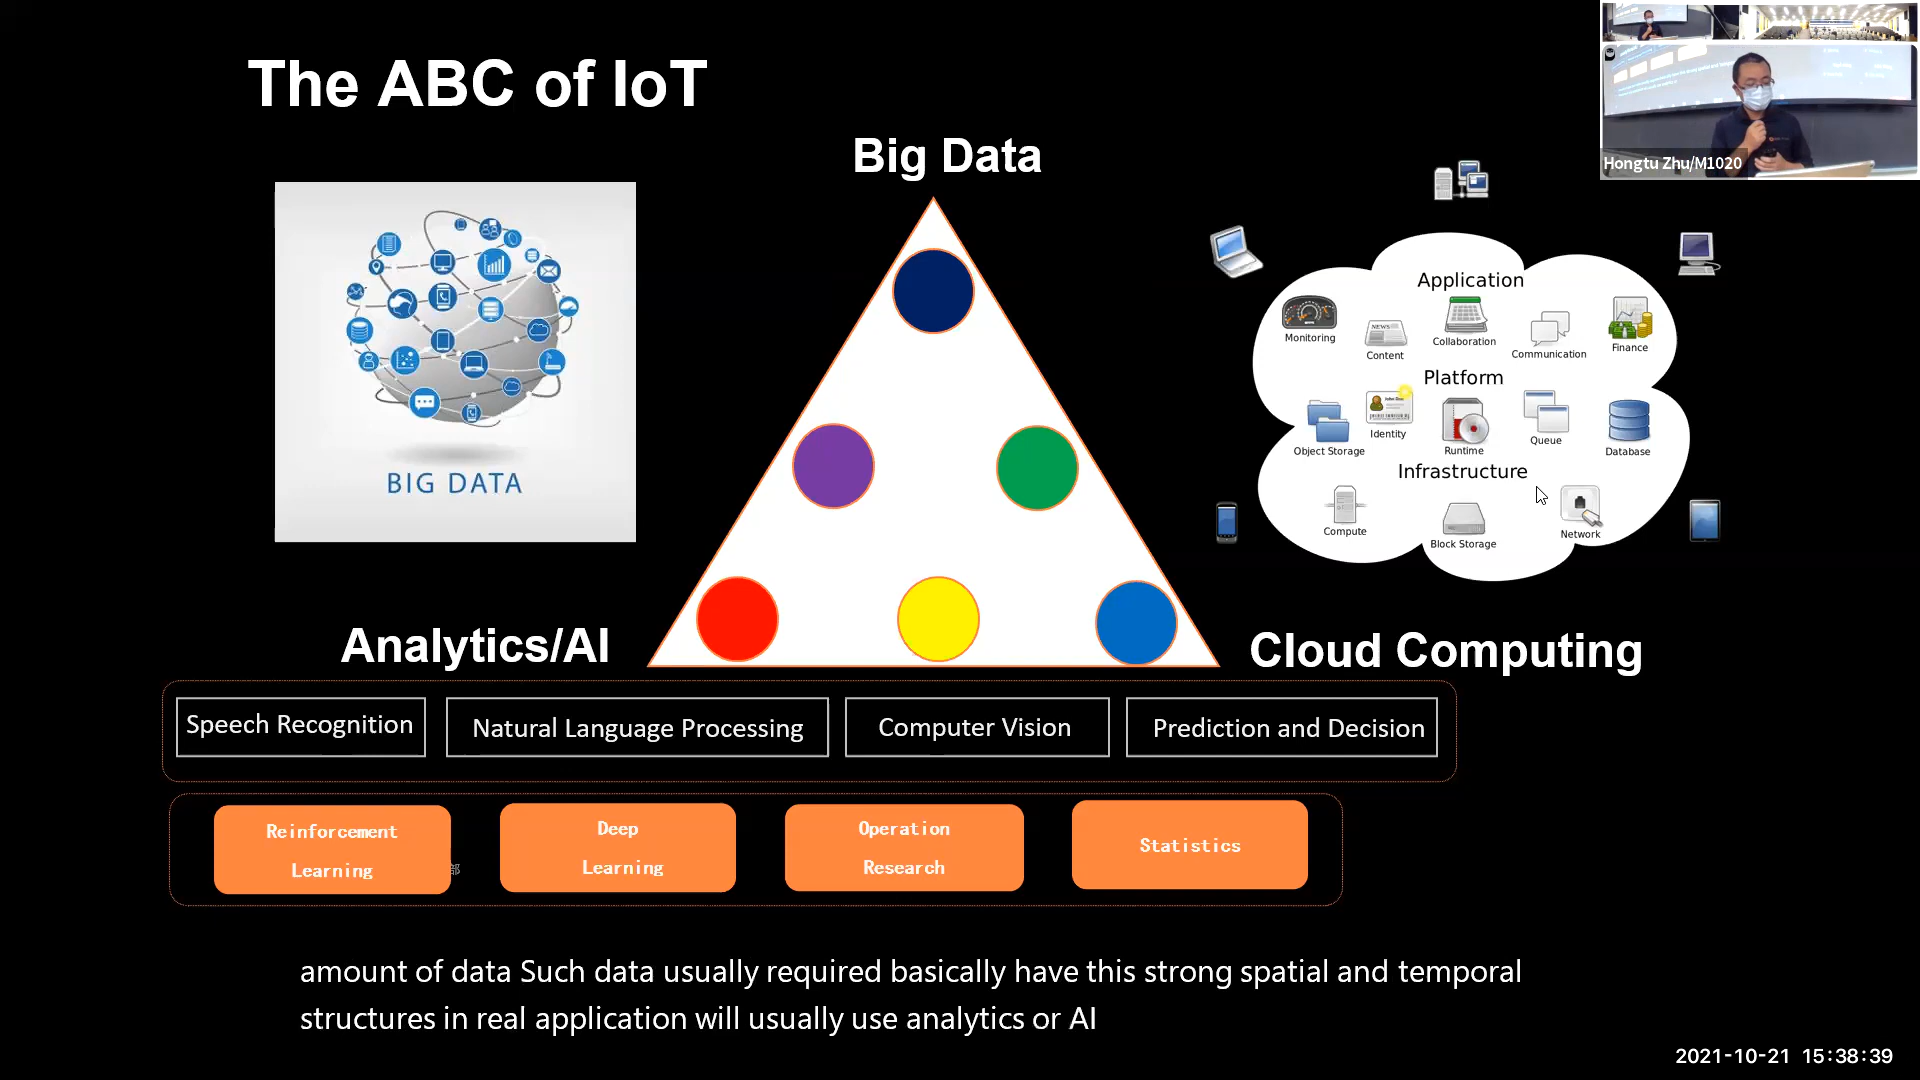 The ABC of IoT
Big Data
Hongtu Zhu/M1020
BIG DATA
Application
Monitoring
NEWS
Content
Collaboration
Communication
Finance
Platform
Object Storage
Identity
Runtime
Queue
Database
Infrastructure
Compute
Block Storage
Network
Analytics/AI
Cloud Computing
Speech Recognition
Natural Language Processing
Computer Vision
Prediction and Decision
Reinforcement
Learning
Deep
Learning
Operation
Research
Statistics
amount of data Such data usually required basically have this strong spatial and temporal
structures in real application will usually use analytics or AI
2021-10-21 15:38:39